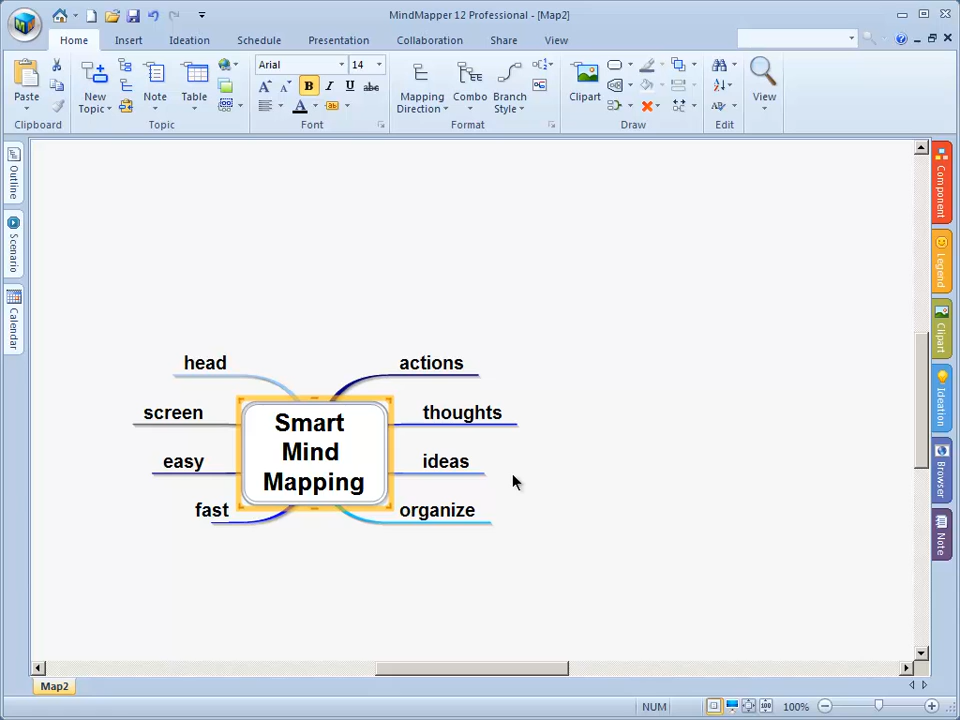 MindMapper 12 Professional - [Map2]
Home Insert Ideation Schedule Presentation Collaboration Share View
Arial 14
B I U abc
A
Paste New Topic Note Table Mapping Direction Combo Branch Style Clipart View
Clipboard Topic Font Format Draw Edit
Outline
Scenario
Calendar
head
screen
easy
fast
Smart
Mind
Mapping
actions
thoughts
ideas
organize
Component
Legend
Clipart
Ideation
Browser
Note
Map2
NUM 100 100%